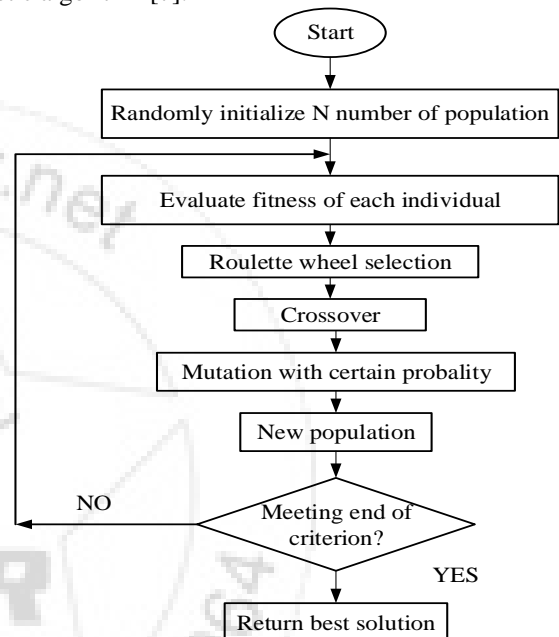 Start
Randomly initialize N number of population
Evaluate fitness of each individual
Roulette wheel selection
Crossover
Mutation with certain probality
New population
Meeting end of
criterion?
NO
YES
Return best solution